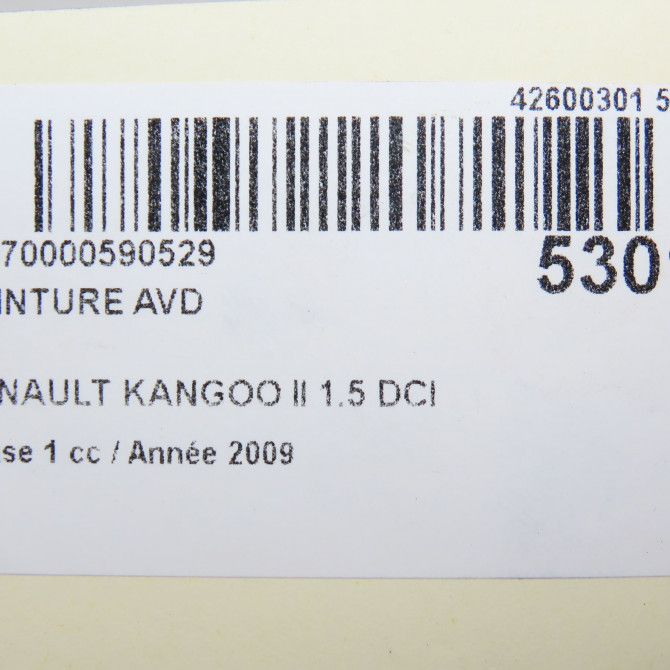 42600301 5
70000590529
530
INTURE AVD
NAULT KANGOO II 1.5 DCI
se 1 cc / Année 2009